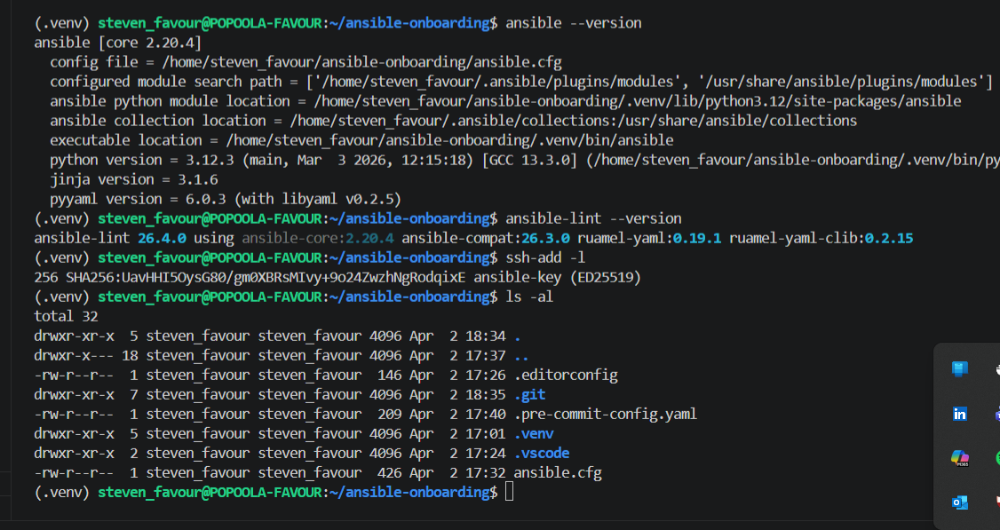 (.venv) steven_favour@POPOOLA-FAVOUR:~/ansible-onboarding$ ansible --version
ansible [core 2.20.4]
  config file = /home/steven_favour/ansible-onboarding/ansible.cfg
  configured module search path = ['/home/steven_favour/.ansible/plugins/modules', '/usr/share/ansible/plugins/modules']
  ansible python module location = /home/steven_favour/ansible-onboarding/.venv/lib/python3.12/site-packages/ansible
  ansible collection location = /home/steven_favour/.ansible/collections:/usr/share/ansible/collections
  executable location = /home/steven_favour/ansible-onboarding/.venv/bin/ansible
  python version = 3.12.3 (main, Mar  3 2026, 12:15:18) [GCC 13.3.0] (/home/steven_favour/ansible-onboarding/.venv/bin/py
  jinja version = 3.1.6
  pyyaml version = 6.0.3 (with libyaml v0.2.5)
(.venv) steven_favour@POPOOLA-FAVOUR:~/ansible-onboarding$ ansible-lint --version
ansible-lint 26.4.0 using ansible-core:2.20.4 ansible-compat:26.3.0 ruamel-yaml:0.19.1 ruamel-yaml-clib:0.2.15
(.venv) steven_favour@POPOOLA-FAVOUR:~/ansible-onboarding$ ssh-add -l
256 SHA256:UavHHI5OysG80/gm0XBRsMIvy+9o24ZwzhNgRodqixE ansible-key (ED25519)
(.venv) steven_favour@POPOOLA-FAVOUR:~/ansible-onboarding$ ls -al
total 32
drwxr-xr-x  5 steven_favour steven_favour 4096 Apr  2 18:34 .
drwxr-x--- 18 steven_favour steven_favour 4096 Apr  2 17:37 ..
-rw-r--r--  1 steven_favour steven_favour  146 Apr  2 17:26 .editorconfig
drwxr-xr-x  7 steven_favour steven_favour 4096 Apr  2 18:35 .git
-rw-r--r--  1 steven_favour steven_favour  209 Apr  2 17:40 .pre-commit-config.yaml
drwxr-xr-x  5 steven_favour steven_favour 4096 Apr  2 17:01 .venv
drwxr-xr-x  2 steven_favour steven_favour 4096 Apr  2 17:24 .vscode
-rw-r--r--  1 steven_favour steven_favour  426 Apr  2 17:32 ansible.cfg
(.venv) steven_favour@POPOOLA-FAVOUR:~/ansible-onboarding$
in
M365